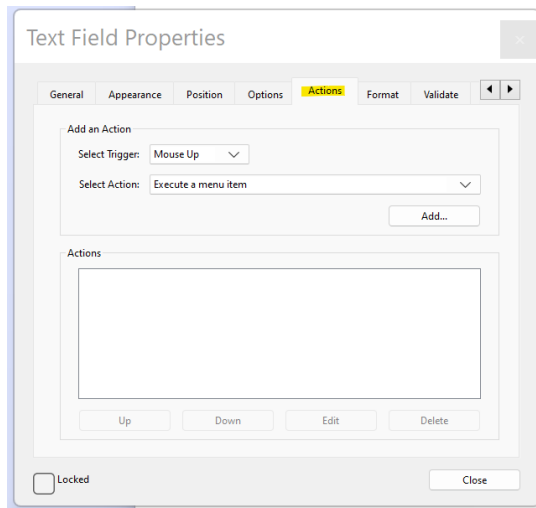 Text Field Properties
General Appearance Position Options Actions Format Validate
Add an Action
Select Trigger: Mouse Up
Select Action: Execute a menu item
Add...
Actions
Up Down Edit Delete
Locked Close